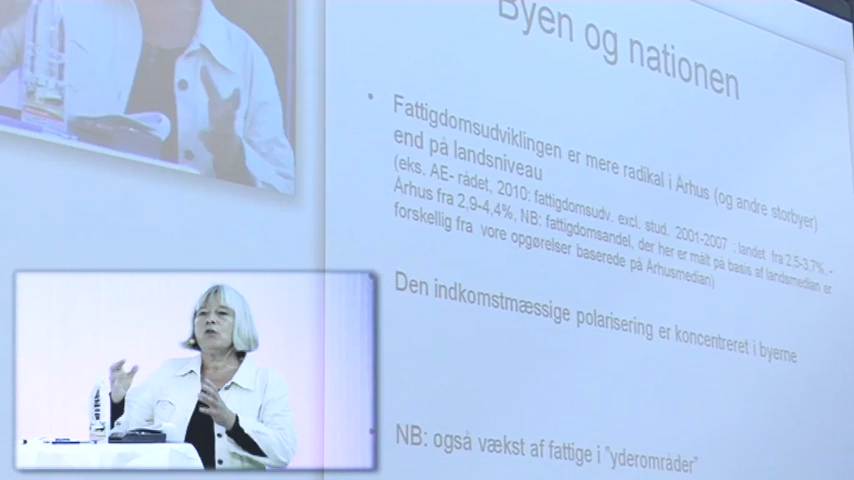 Byen og nationen
• Fattigdomsudviklingen er mere radikal i Århus (og andre storbyer)
end på landsniveau
(eks. AE- rådet, 2010: fattigdomsudv. excl. stud. 2001-2007 : landet fra 2,5-3,7%, -
Århus fra 2,9-4,4%, NB: fattigdomsandel, der her er målt på basis af landsmedian er
forskellig fra vore opgørelser baserede på Århusmedian)
Den indkomstmæssige polarisering er koncentreret i byerne
NB: også vækst af fattige i "yderområder"